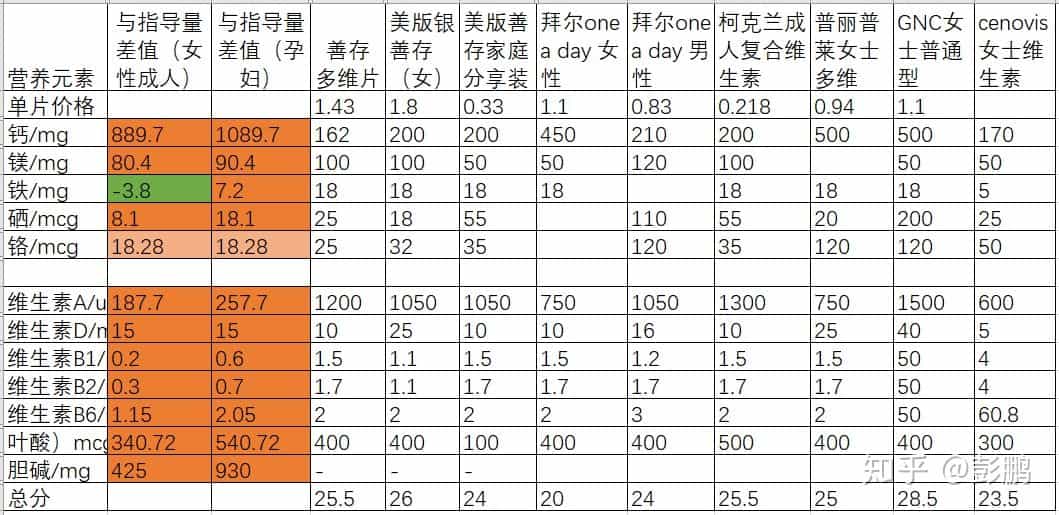 营养元素 与指导量差值（女性成人） 与指导量差值（孕妇） 善存多维片 美版银善存（女） 美版善存家庭分享装 拜尔one a day 女性 拜尔one a day 男性 柯克兰成人复合维生素 普丽普莱女士多维 GNC女士普通型 cenovis女士维生素
单片价格 1.43 1.8 0.33 1.1 0.83 0.218 0.94 1.1
钙/mg 889.7 1089.7 162 200 200 450 210 200 500 500 170
镁/mg 80.4 90.4 100 100 50 50 120 100 50 50
铁/mg -3.8 7.2 18 18 18 18 18 18 18 5
硒/mcg 8.1 18.1 25 18 55 110 55 20 200 25
铬/mcg 18.28 18.28 25 32 35 120 35 120 120 50
维生素A/u 187.7 257.7 1200 1050 1050 750 1050 1300 750 1500 600
维生素D/m 15 15 10 25 10 10 16 10 25 40 5
维生素B1/ 0.2 0.6 1.5 1.1 1.5 1.5 1.2 1.5 1.5 50 4
维生素B2/ 0.3 0.7 1.7 1.1 1.7 1.7 1.7 1.7 1.7 50 4
维生素B6/ 1.15 2.05 2 2 2 2 3 2 2 50 60.8
叶酸）mcg 340.72 540.72 400 400 100 400 400 500 400 400 300
胆碱/mg 425 930 - - -
总分 25.5 26 24 20 24 25.5 25 28.5 23.5
知乎 @彭鹏